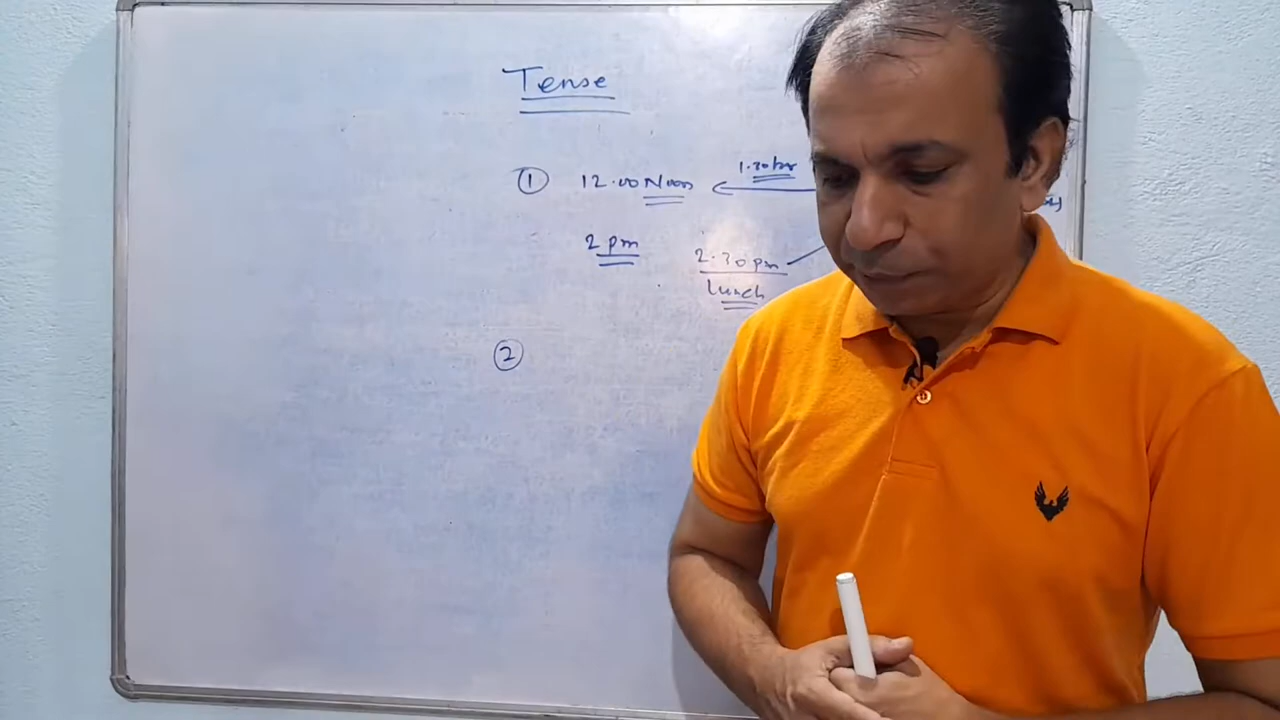 Tense
1.30 hr
① 12.00 Noon
2 pm 2.30 pm
Lunch
②